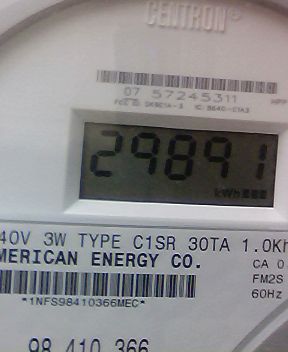 CENTRON®
07 57245311
29891
kWh
40V 3W TYPE C1SR 30TA 1.0Kh
MERICAN ENERGY CO.
CA 0
FM2S
60Hz
*1NFS98410366MEC*
98 410 366